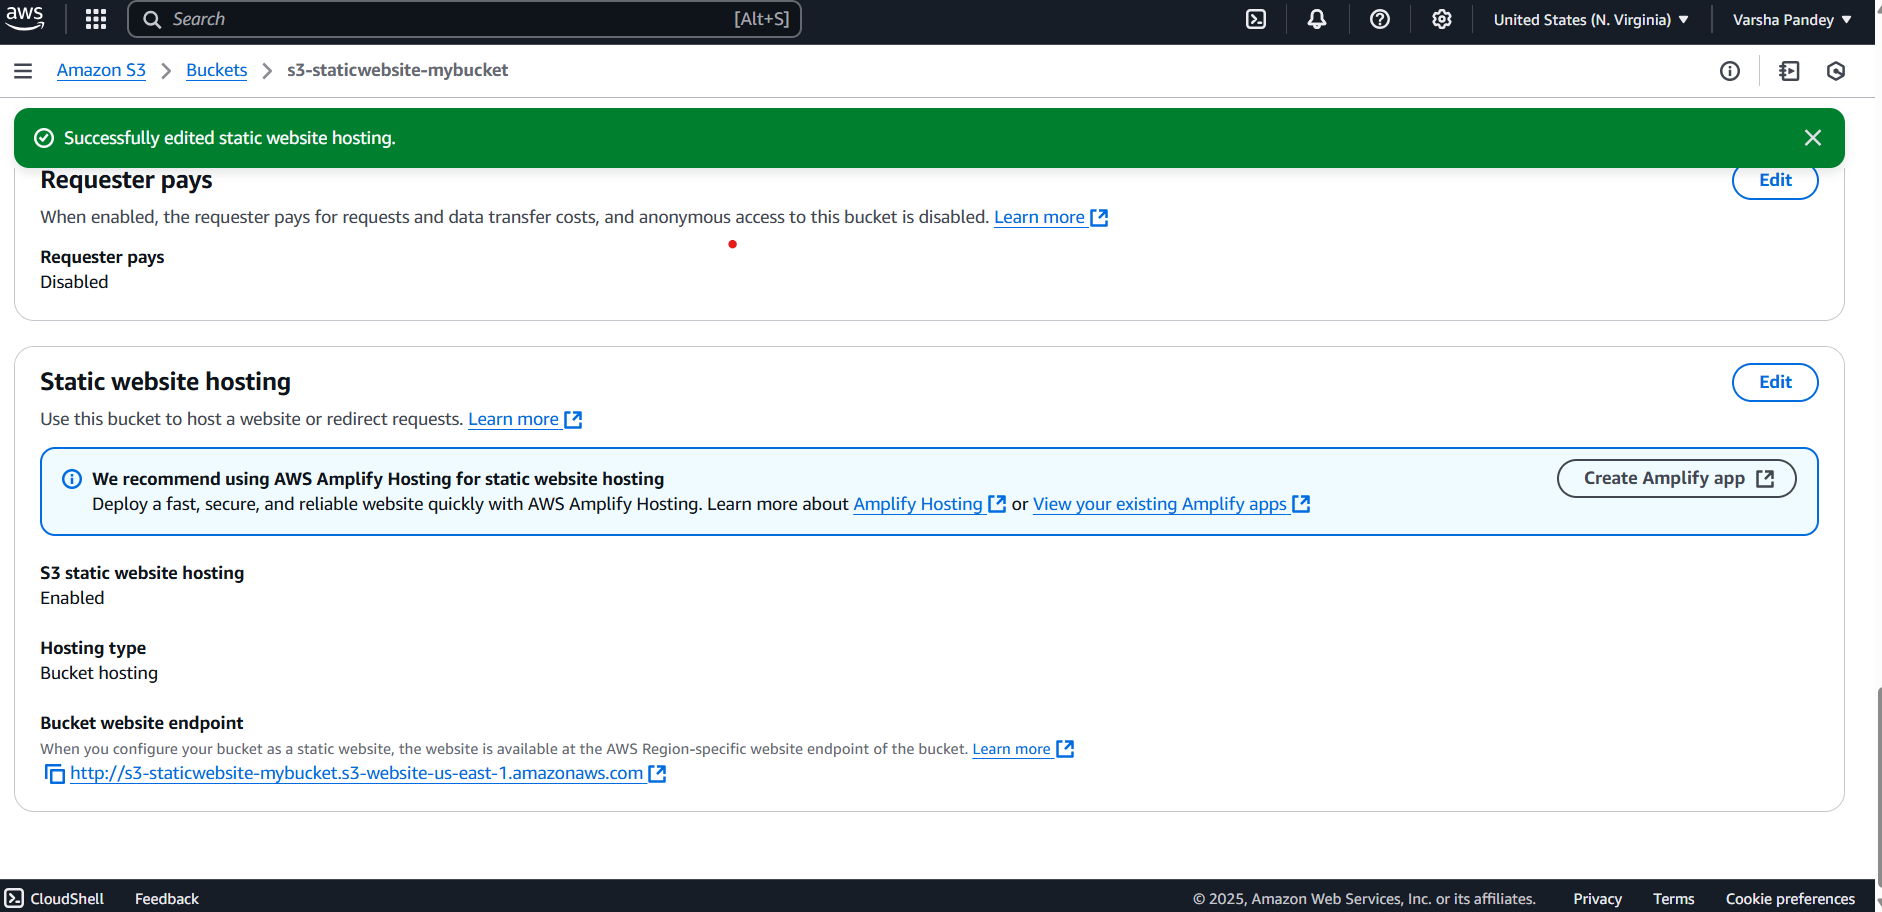 aws
Search [Alt+S]
United States (N. Virginia)
Varsha Pandey
Amazon S3 Buckets s3-staticwebsite-mybucket
Successfully edited static website hosting.
Requester pays
Edit
When enabled, the requester pays for requests and data transfer costs, and anonymous access to this bucket is disabled. Learn more
Requester pays
Disabled
Static website hosting
Edit
Use this bucket to host a website or redirect requests. Learn more
We recommend using AWS Amplify Hosting for static website hosting
Create Amplify app
Deploy a fast, secure, and reliable website quickly with AWS Amplify Hosting. Learn more about Amplify Hosting or View your existing Amplify apps
S3 static website hosting
Enabled
Hosting type
Bucket hosting
Bucket website endpoint
When you configure your bucket as a static website, the website is available at the AWS Region-specific website endpoint of the bucket. Learn more
http://s3-staticwebsite-mybucket.s3-website-us-east-1.amazonaws.com
CloudShell Feedback © 2025, Amazon Web Services, Inc. or its affiliates. Privacy Terms Cookie preferences